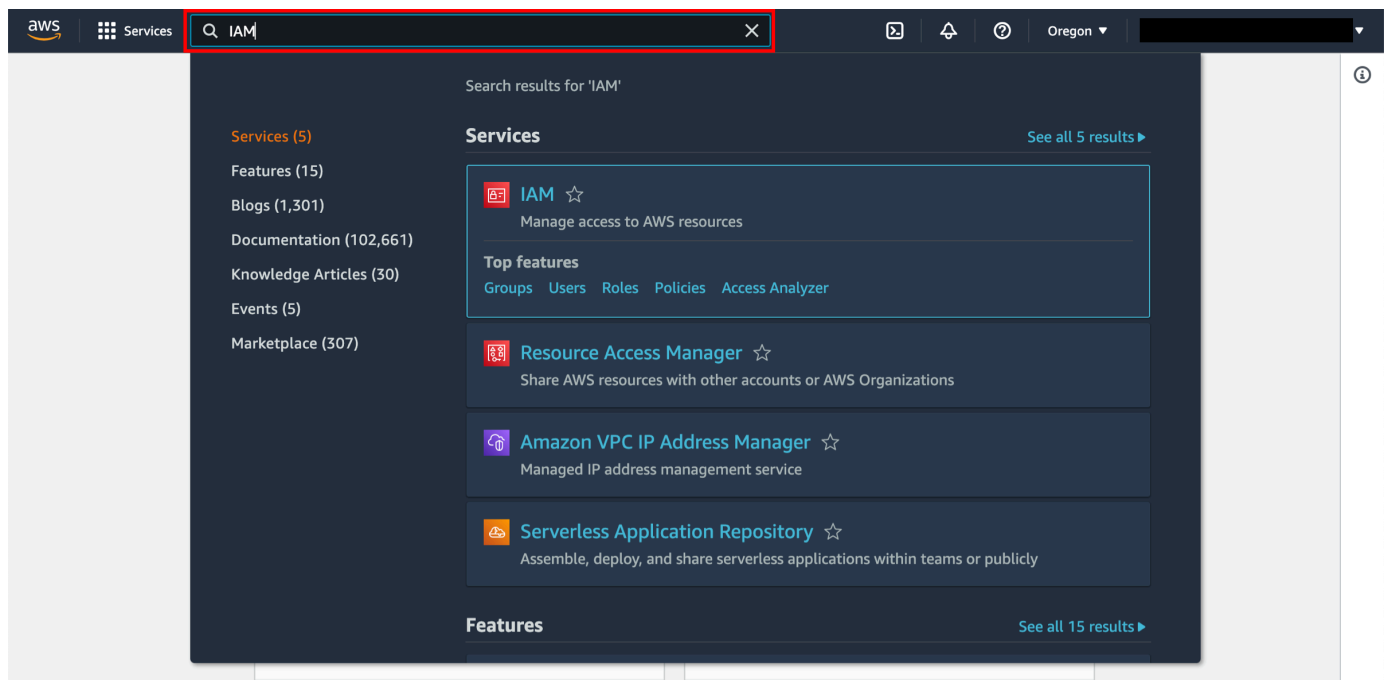 aws Services IAM Oregon
Search results for 'IAM'
Services (5)
Features (15)
Blogs (1,301)
Documentation (102,661)
Knowledge Articles (30)
Events (5)
Marketplace (307)
Services See all 5 results
IAM
Manage access to AWS resources
Top features
Groups Users Roles Policies Access Analyzer
Resource Access Manager
Share AWS resources with other accounts or AWS Organizations
Amazon VPC IP Address Manager
Managed IP address management service
Serverless Application Repository
Assemble, deploy, and share serverless applications within teams or publicly
Features See all 15 results